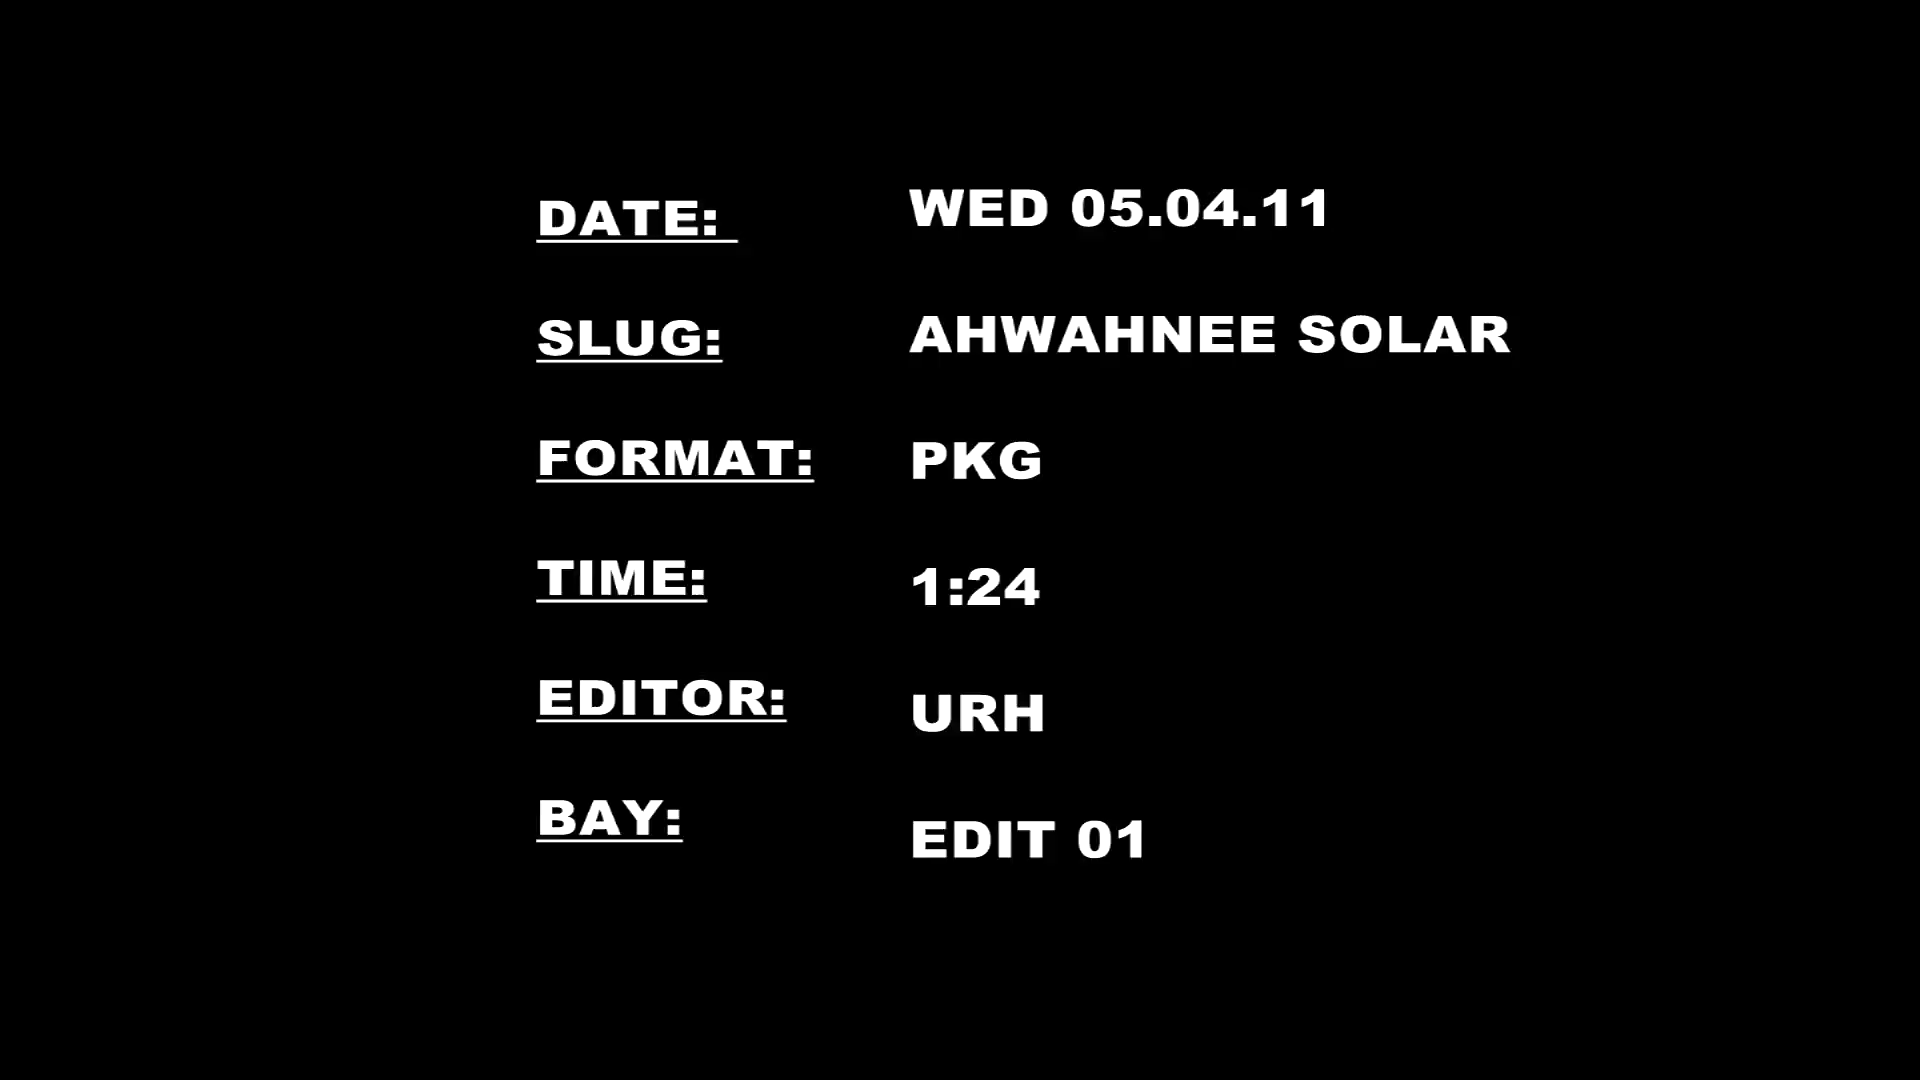 DATE: WED 05.04.11
SLUG: AHWAHNEE SOLAR
FORMAT: PKG
TIME: 1:24
EDITOR: URH
BAY: EDIT 01